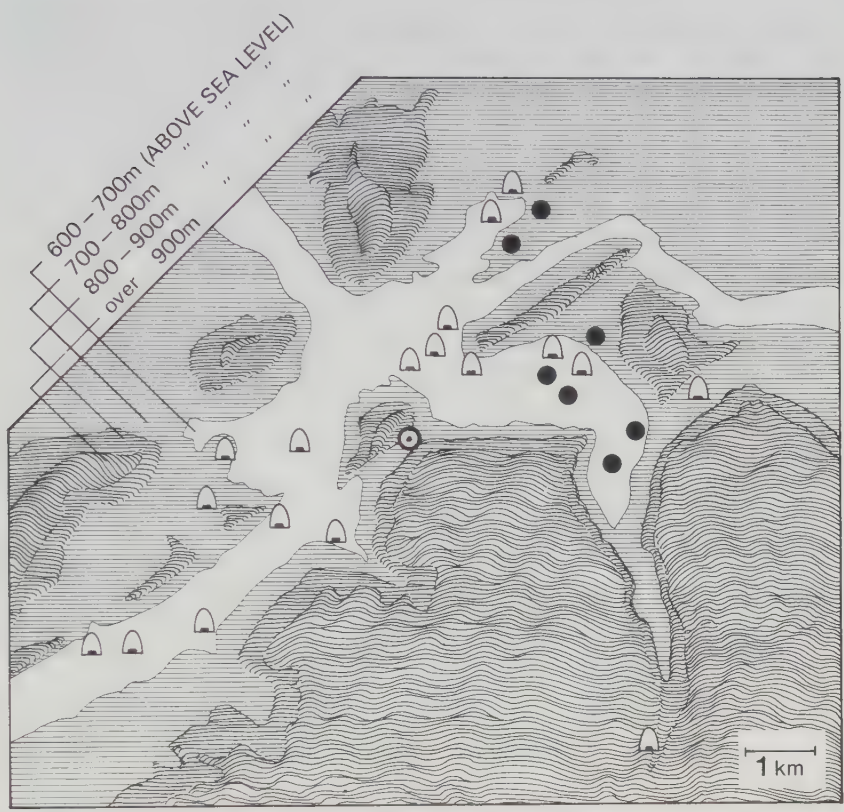 600 – 700m (ABOVE SEA LEVEL)
700 – 800m " "
800 – 900m " " "
over 900m " " "
1 km